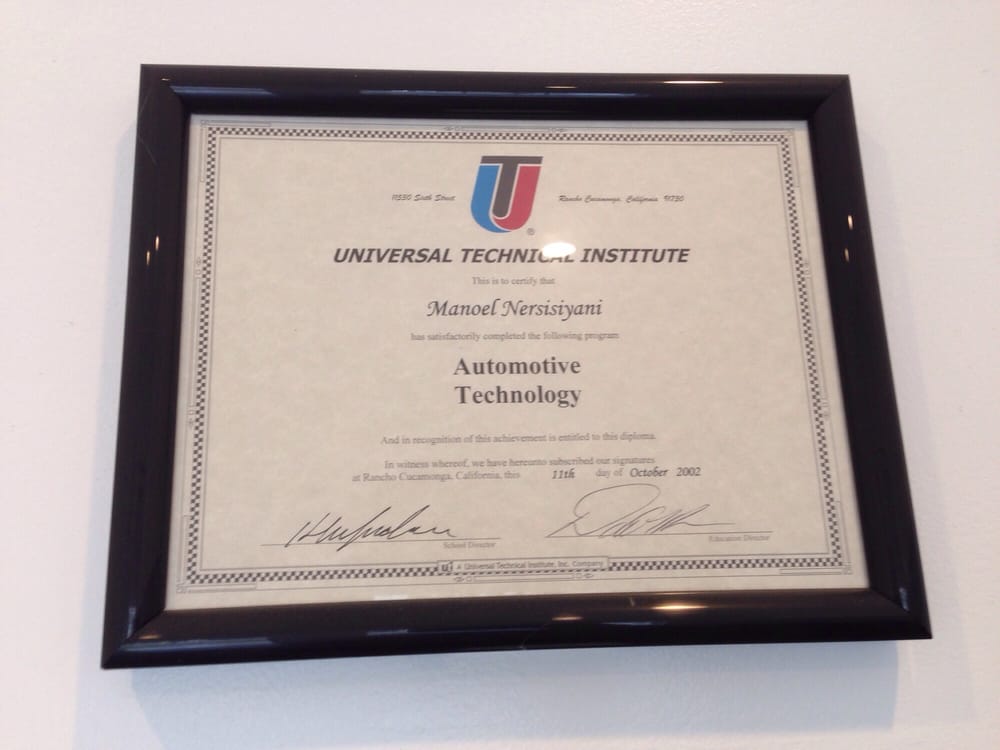 11530 Sixth Street
Rancho Cucamonga, California 91730
UNIVERSAL TECHNICAL INSTITUTE
This is to certify that
Manoel Nersisiyani
has satisfactorily completed the following program
Automotive
Technology
And in recognition of this achievement is entitled to this diploma.
In witness whereof, we have hereunto subscribed our signatures
at Rancho Cucamonga, California, this 11th day of October 2002
School Director
Education Director
A Universal Technical Institute, Inc. Company